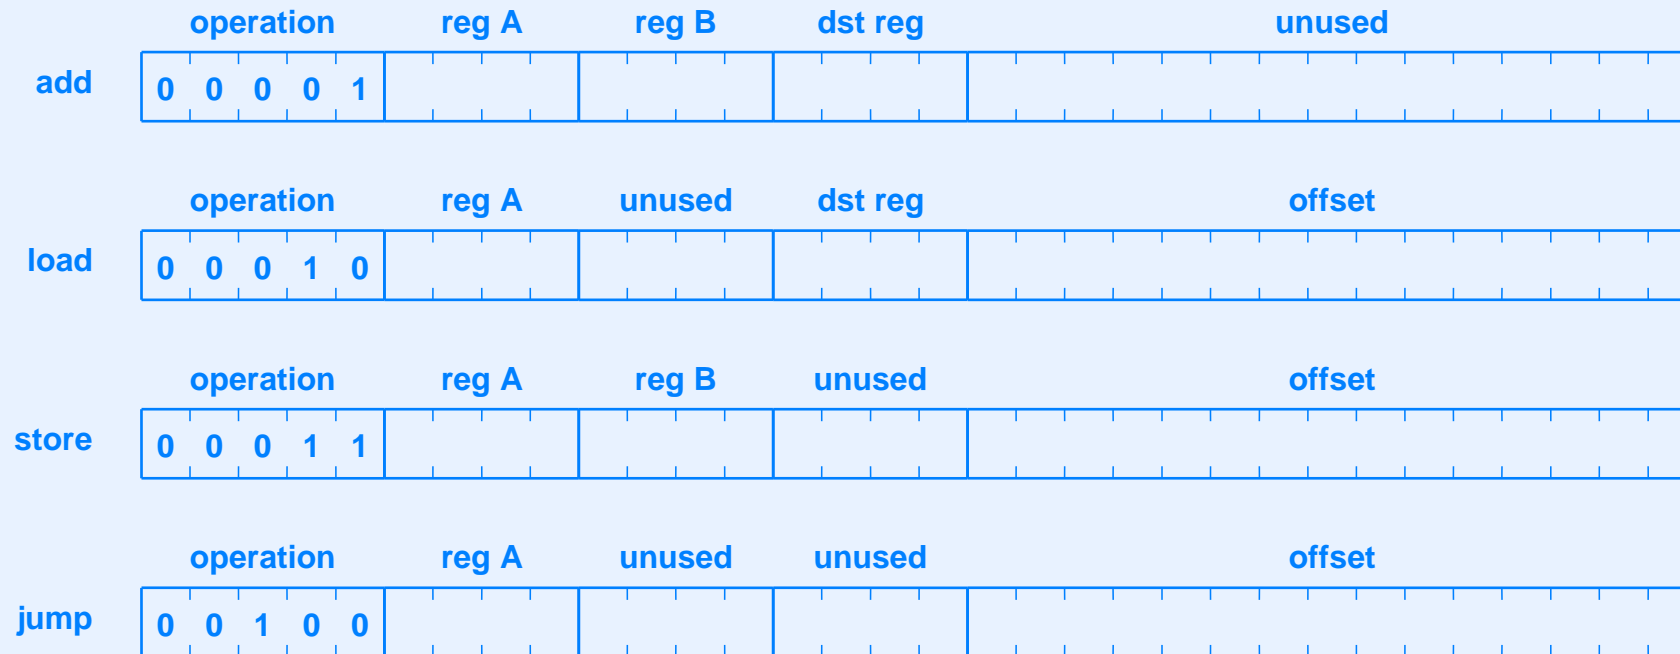 operation reg A reg B dst reg unused
add 0 0 0 0 1
operation reg A unused dst reg offset
load 0 0 0 1 0
operation reg A reg B unused offset
store 0 0 0 1 1
operation reg A unused unused offset
jump 0 0 1 0 0